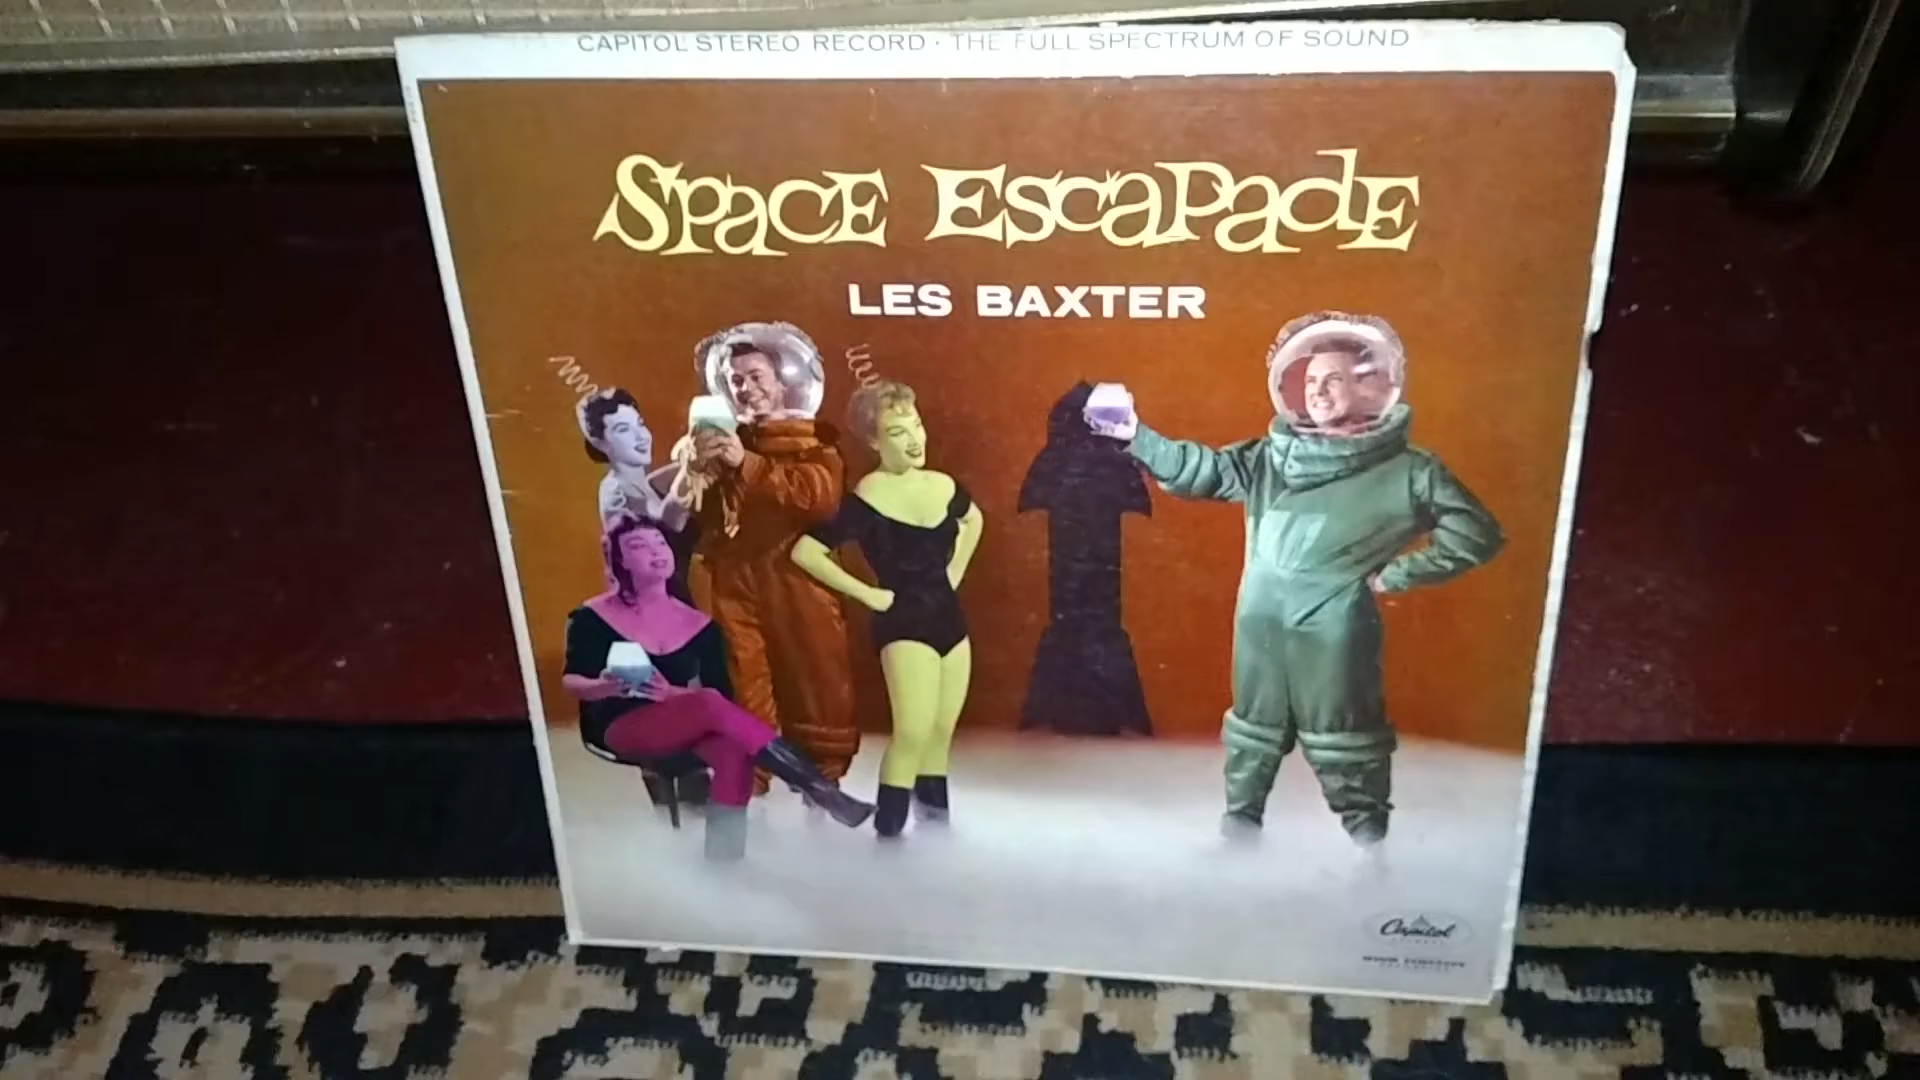 CAPITOL STEREO RECORD · THE FULL SPECTRUM OF SOUND
SPACE ESCAPADE
LES BAXTER
Capitol